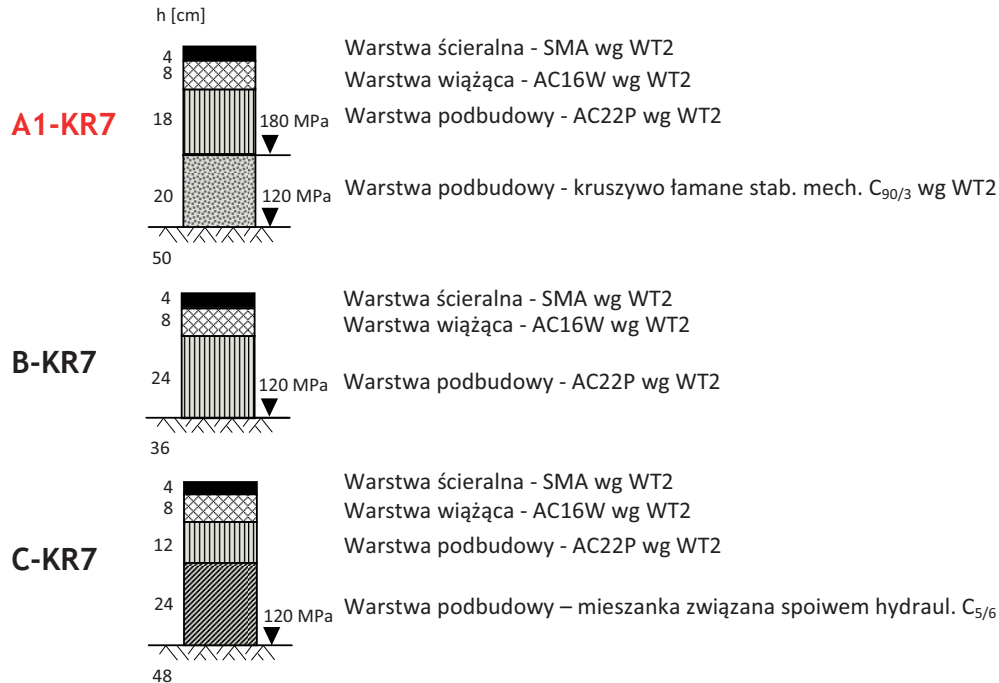 h [cm]
A1-KR7
4 Warstwa ścieralna - SMA wg WT2
8 Warstwa wiążąca - AC16W wg WT2
18 180 MPa Warstwa podbudowy - AC22P wg WT2
20 120 MPa Warstwa podbudowy - kruszywo łamane stab. mech. C90/3 wg WT2
50
B-KR7
4 Warstwa ścieralna - SMA wg WT2
8 Warstwa wiążąca - AC16W wg WT2
24 120 MPa Warstwa podbudowy - AC22P wg WT2
36
C-KR7
4 Warstwa ścieralna - SMA wg WT2
8 Warstwa wiążąca - AC16W wg WT2
12 Warstwa podbudowy - AC22P wg WT2
24 120 MPa Warstwa podbudowy – mieszanka związana spoiwem hydraul. C5/6
48